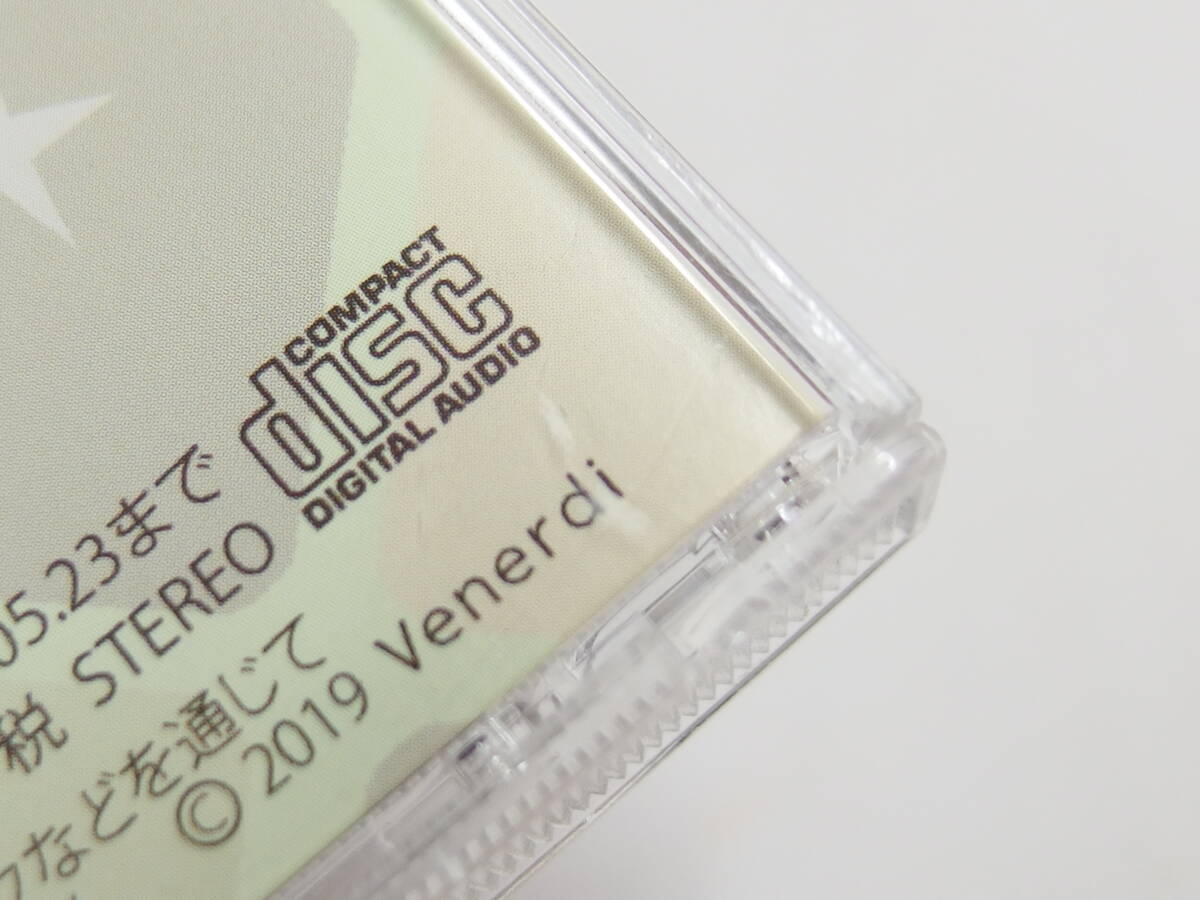 COMPACT
disc
DIGITAL AUDIO
05.23まで
税 STEREO
などを通じて
© 2019 Venerdi